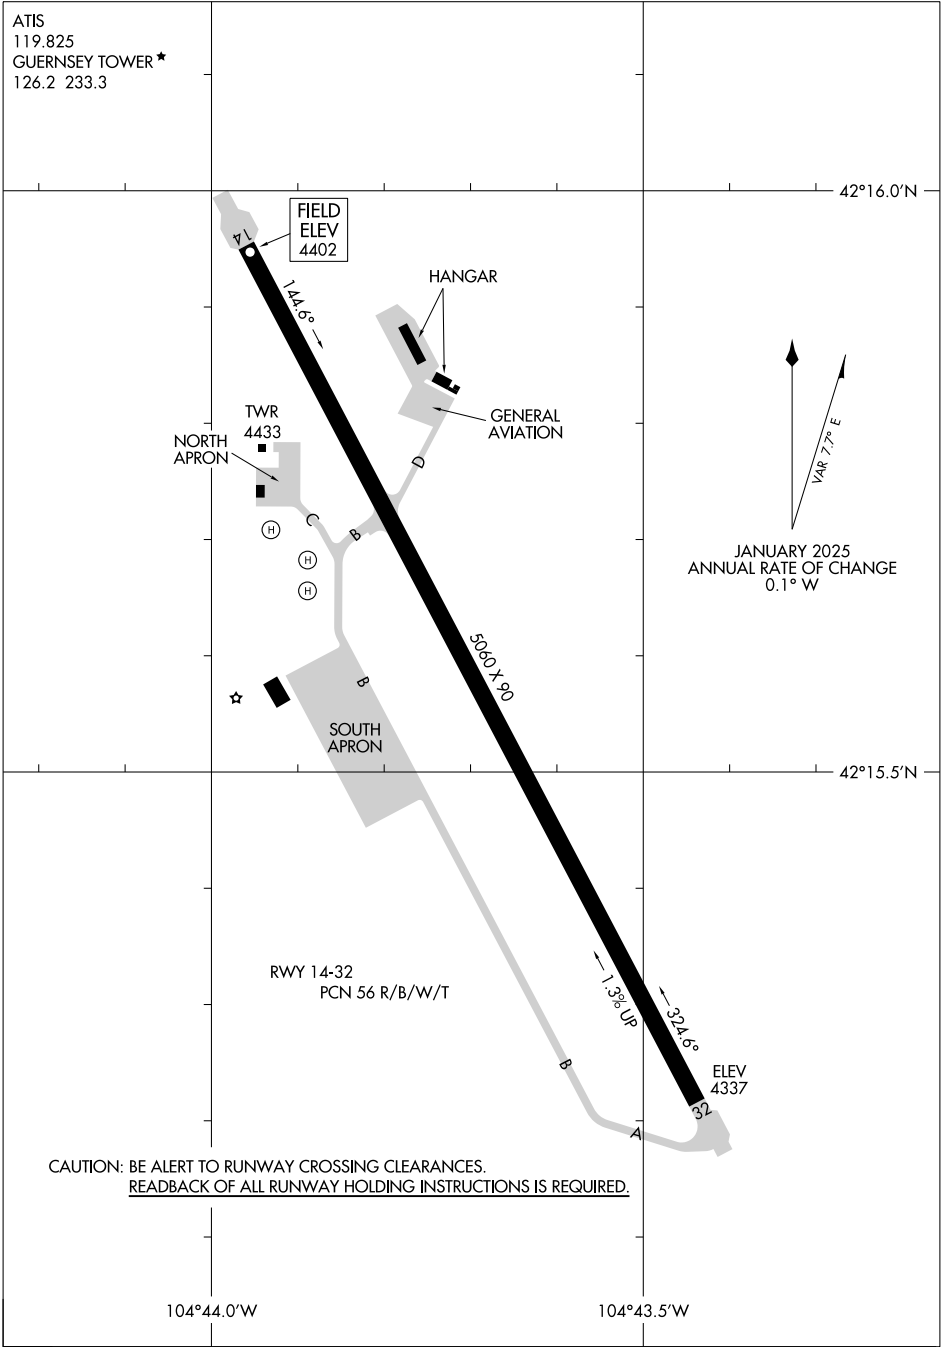 ATIS
119.825
GUERNSEY TOWER ★
126.2 233.3
42°16.0'N
14
FIELD
ELEV
4402
144.6°
HANGAR
TWR
4433
NORTH
APRON
GENERAL
AVIATION
D
C
B
H
H
H
VAR 7.7° E
JANUARY 2025
ANNUAL RATE OF CHANGE
0.1° W
5060 X 90
B
SOUTH
APRON
42°15.5'N
RWY 14-32
PCN 56 R/B/W/T
1.3% UP
324.6°
B
ELEV
4337
32
A
CAUTION: BE ALERT TO RUNWAY CROSSING CLEARANCES.
READBACK OF ALL RUNWAY HOLDING INSTRUCTIONS IS REQUIRED.
104°44.0'W
104°43.5'W